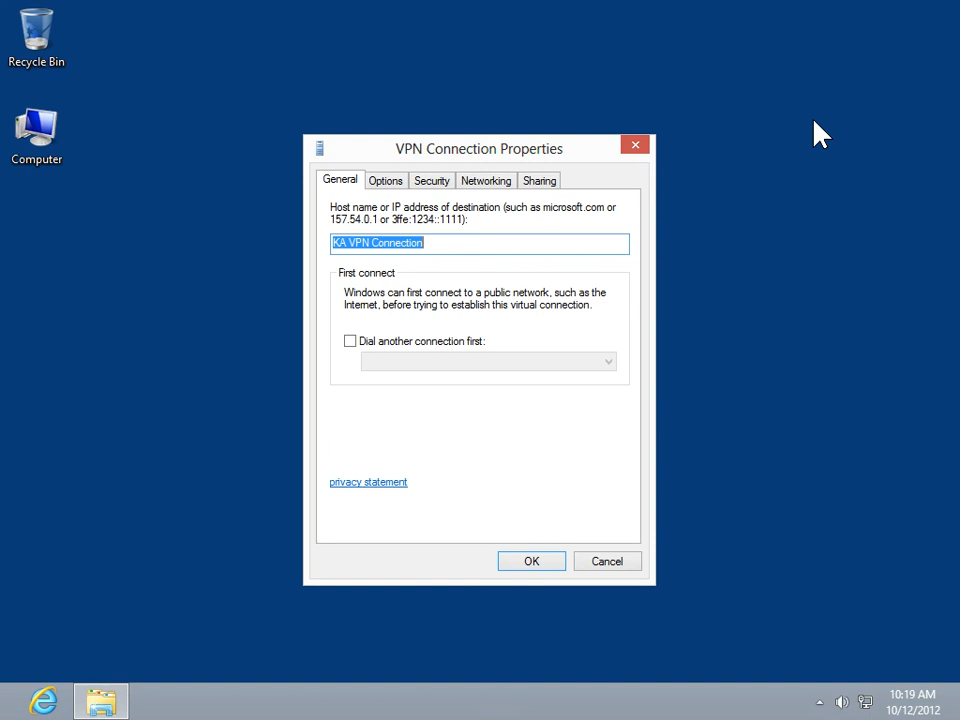 Recycle Bin
Computer
VPN Connection Properties
General
Options
Security
Networking
Sharing
Host name or IP address of destination (such as microsoft.com or
157.54.0.1 or 3ffe:1234::1111):
KA VPN Connection
First connect
Windows can first connect to a public network, such as the
Internet, before trying to establish this virtual connection.
Dial another connection first:
privacy statement
OK
Cancel
10:19 AM
10/12/2012